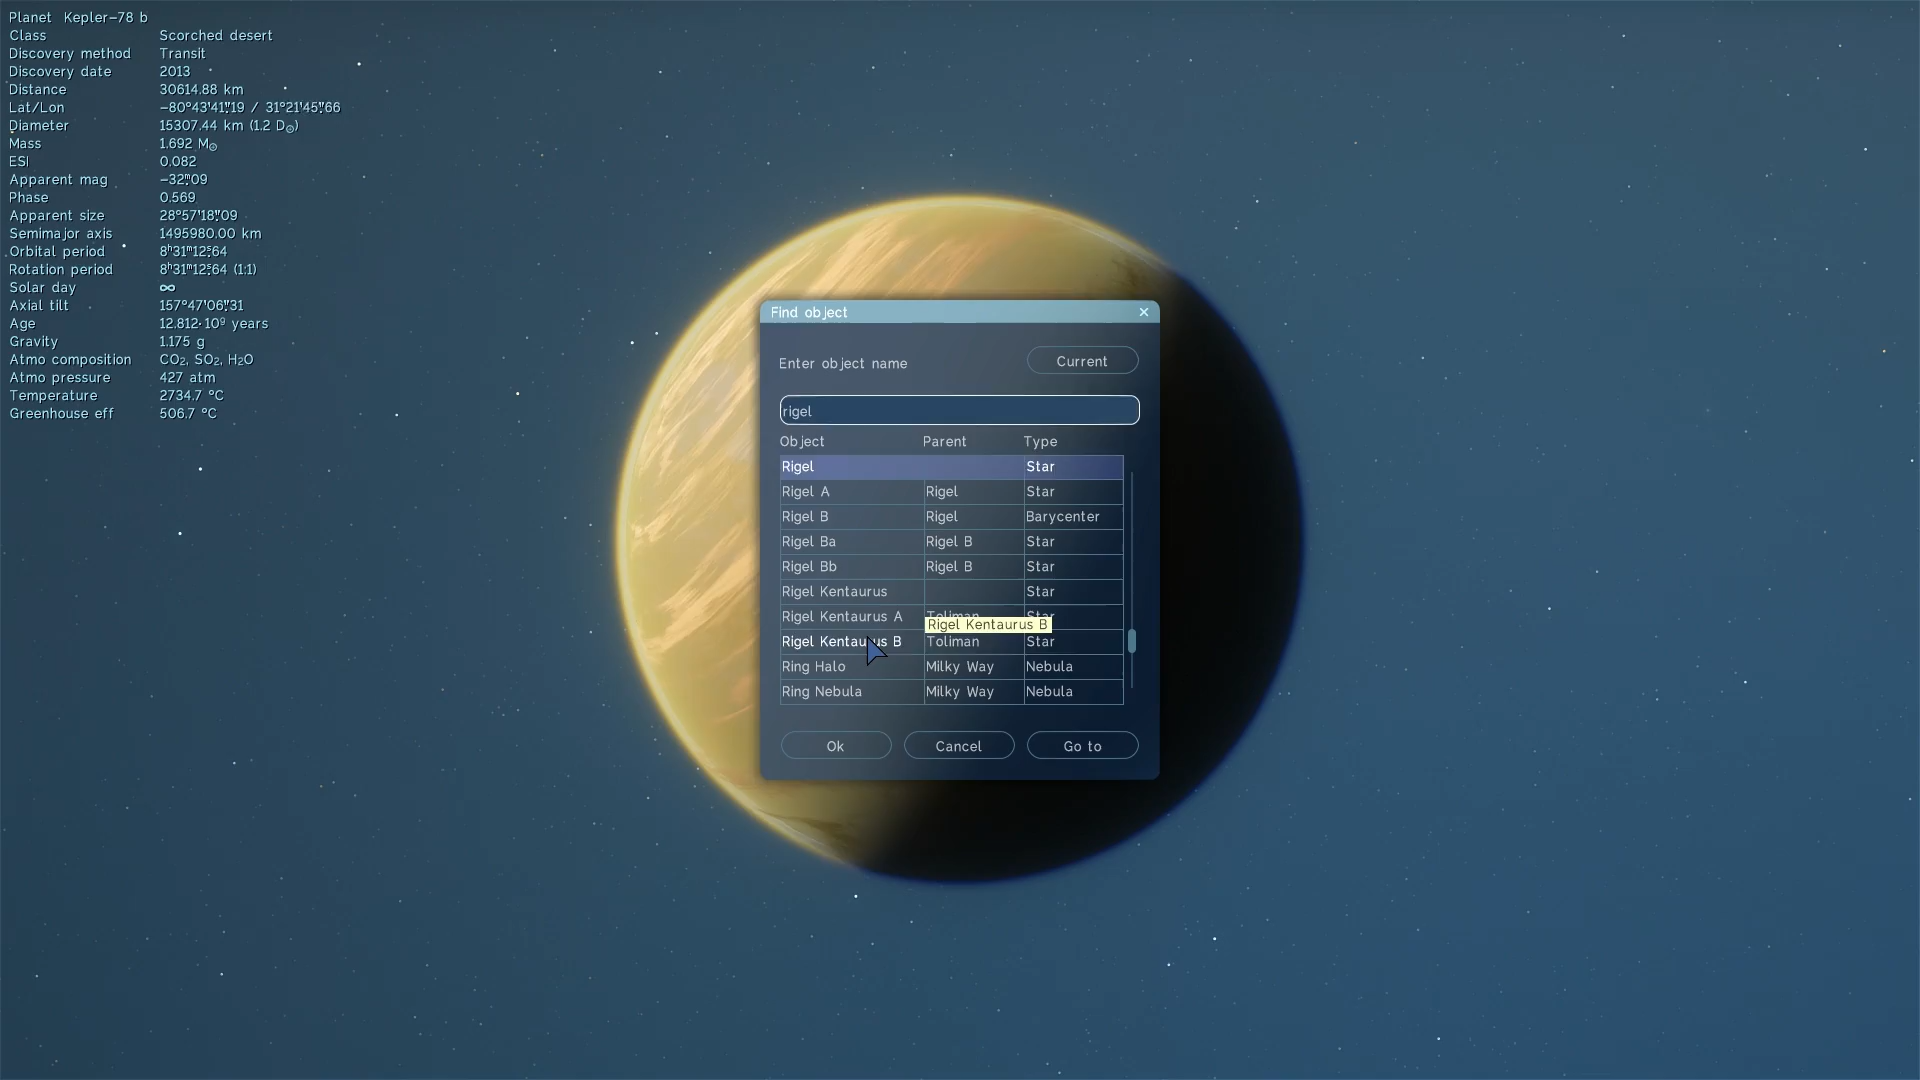 Planet Kepler-78 b
Class Scorched desert
Discovery method Transit
Discovery date 2013
Distance 30614.88 km
Lat/Lon -80°43'41"19 / 31°21'45"66
Diameter 15307.44 km (1.2 D⊕)
Mass 1.692 M⊕
ESI 0.082
Apparent mag -32ᵐ09
Phase 0.569
Apparent size 28°57'18"09
Semimajor axis 1495980.00 km
Orbital period 8ʰ31ᵐ12ˢ64
Rotation period 8ʰ31ᵐ12ˢ64 (1:1)
Solar day ∞
Axial tilt 157°47'06"31
Age 12.812·10⁹ years
Gravity 1.175 g
Atmo composition CO₂, SO₂, H₂O
Atmo pressure 427 atm
Temperature 2734.7 °C
Greenhouse eff 506.7 °C
Find object ×
Enter object name Current
rigel
Object Parent Type
Rigel Star
Rigel A Rigel Star
Rigel B Rigel Barycenter
Rigel Ba Rigel B Star
Rigel Bb Rigel B Star
Rigel Kentaurus Star
Rigel Kentaurus A Toliman Star
Rigel Kentaurus B
Rigel Kentaurus B Toliman Star
Ring Halo Milky Way Nebula
Ring Nebula Milky Way Nebula
Ok Cancel Go to